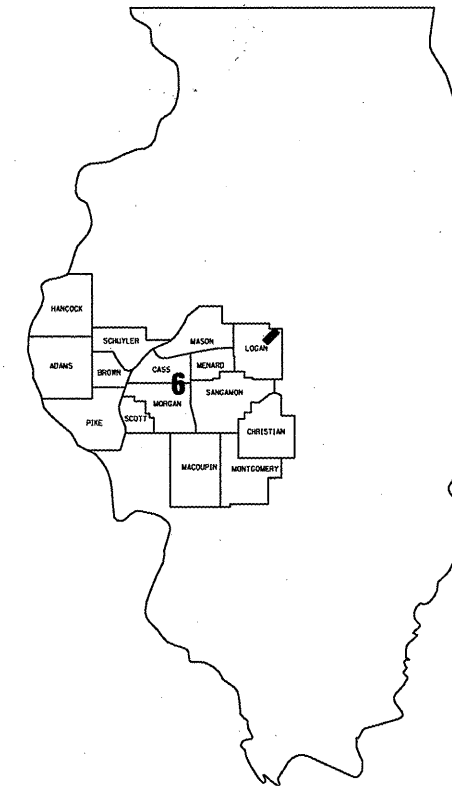 HANCOCK
SCHUYLER
MASON
LOGAN
ADAMS
BROWN
CASS
MENARD
6
MORGAN
SANGAMON
PIKE
SCOTT
CHRISTIAN
MACOUPIN
MONTGOMERY